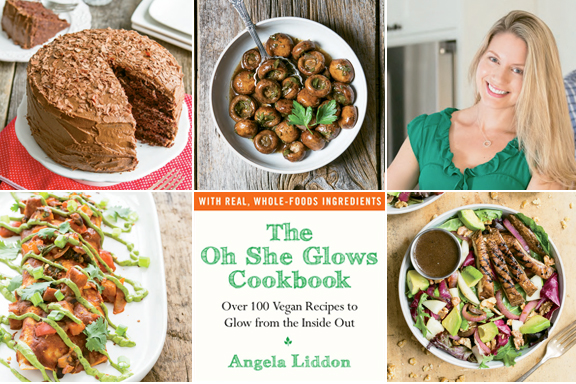 WITH REAL, WHOLE-FOODS INGREDIENTS
The
Oh She Glows
Cookbook
Over 100 Vegan Recipes to
Glow from the Inside Out
Angela Liddon